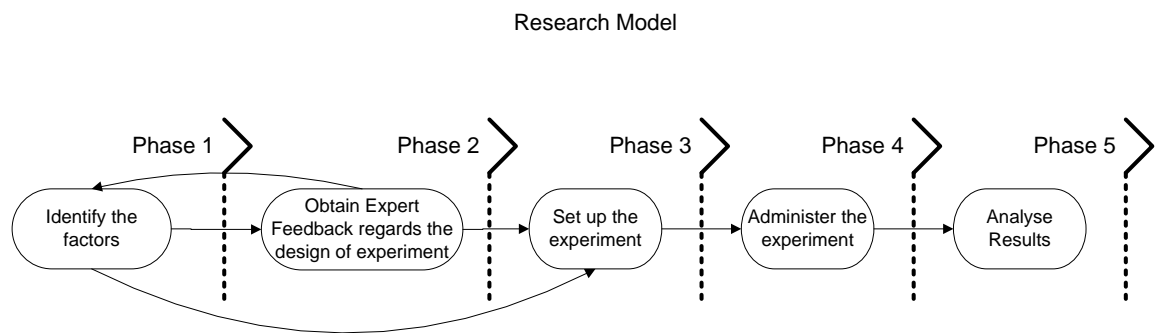 Research Model
Phase 1
Phase 2
Phase 3
Phase 4
Phase 5
Identify the
factors
Obtain Expert
Feedback regards the
design of experiment
Set up the
experiment
Administer the
experiment
Analyse
Results